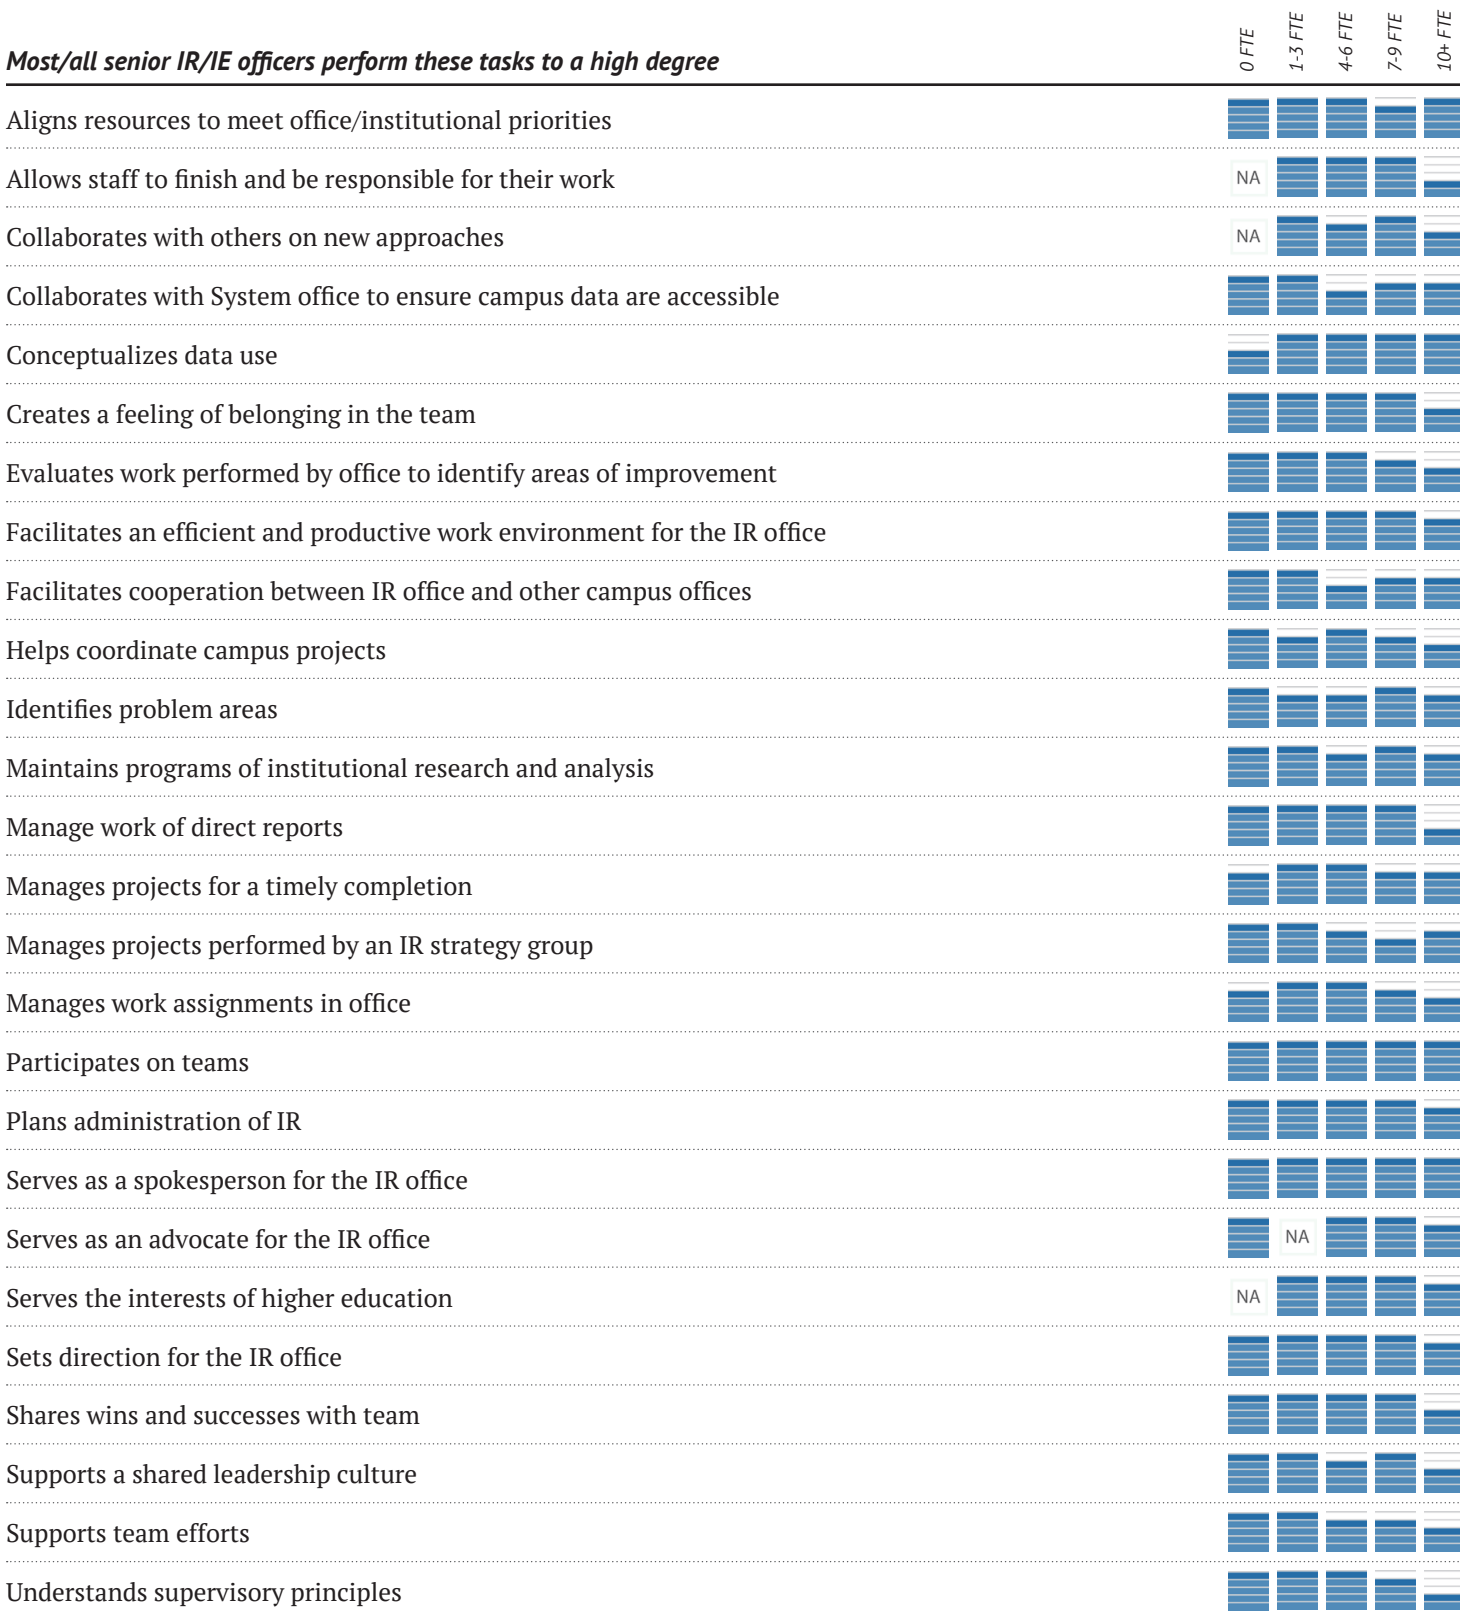 Most/all senior IR/IE officers perform these tasks to a high degree 0 FTE 1-3 FTE 4-6 FTE 7-9 FTE 10+ FTE
Aligns resources to meet office/institutional priorities
Allows staff to finish and be responsible for their work NA
Collaborates with others on new approaches NA
Collaborates with System office to ensure campus data are accessible
Conceptualizes data use
Creates a feeling of belonging in the team
Evaluates work performed by office to identify areas of improvement
Facilitates an efficient and productive work environment for the IR office
Facilitates cooperation between IR office and other campus offices
Helps coordinate campus projects
Identifies problem areas
Maintains programs of institutional research and analysis
Manage work of direct reports
Manages projects for a timely completion
Manages projects performed by an IR strategy group
Manages work assignments in office
Participates on teams
Plans administration of IR
Serves as a spokesperson for the IR office
Serves as an advocate for the IR office NA
Serves the interests of higher education NA
Sets direction for the IR office
Shares wins and successes with team
Supports a shared leadership culture
Supports team efforts
Understands supervisory principles